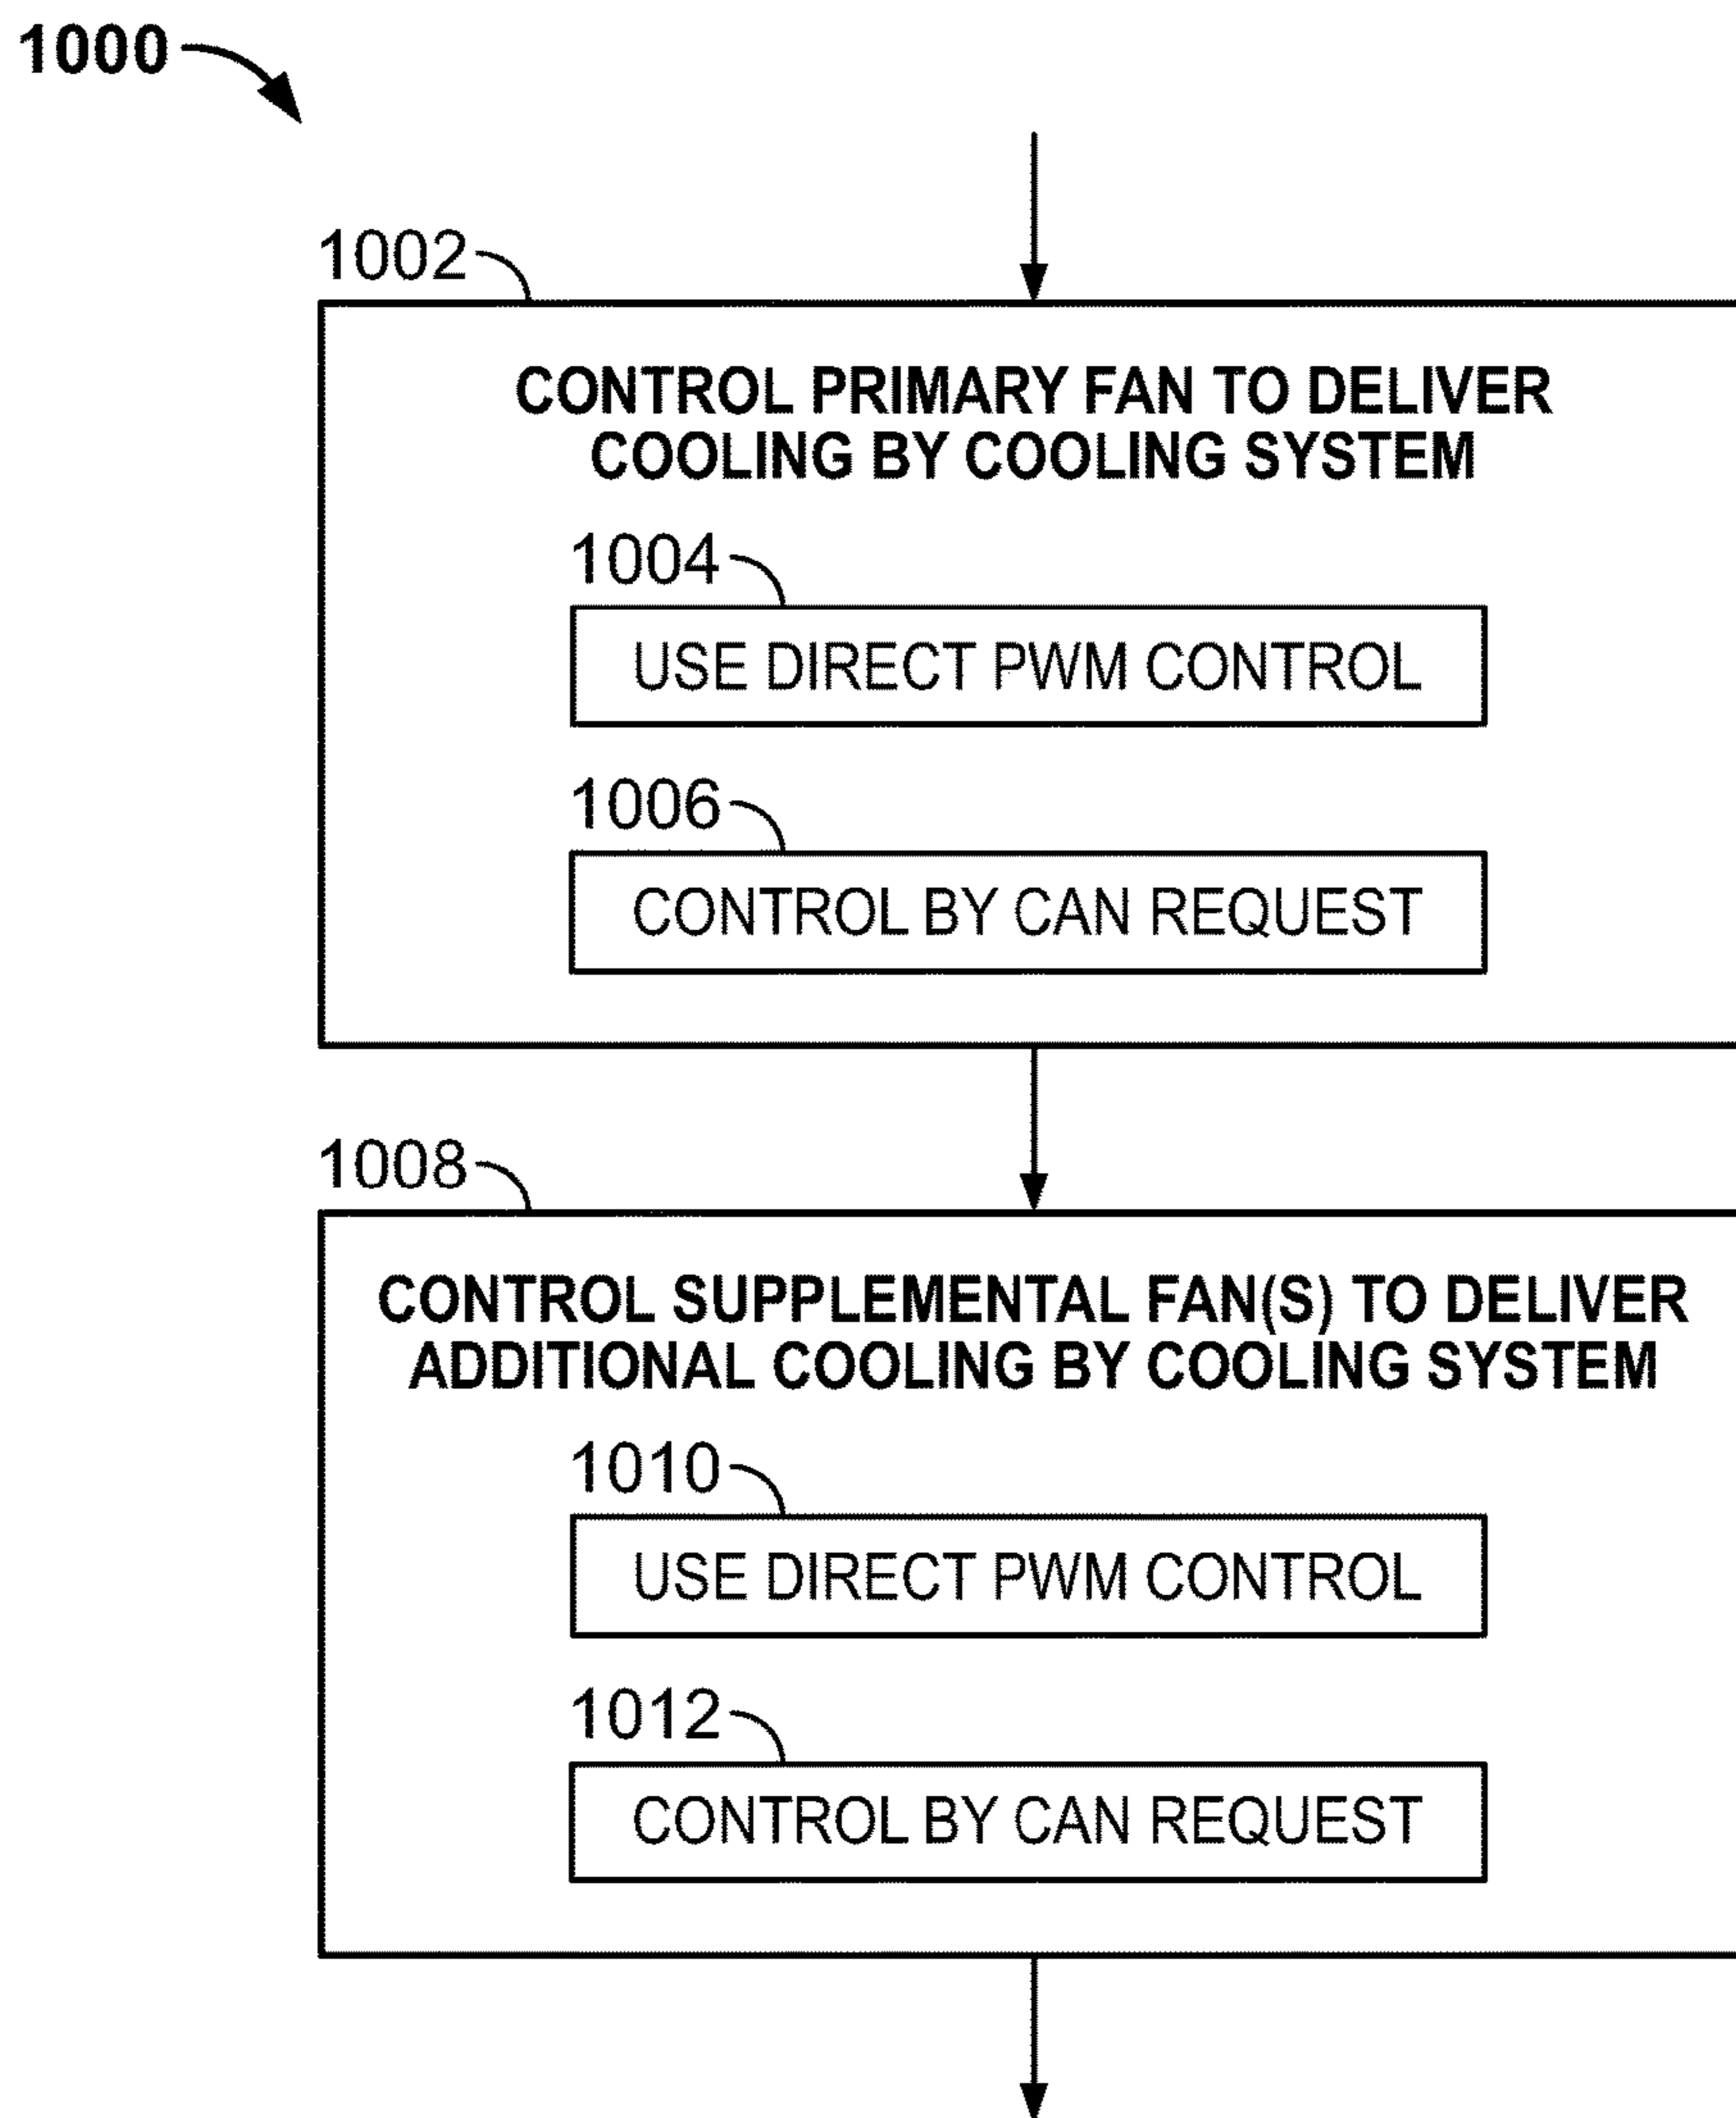 1000
1002
CONTROL PRIMARY FAN TO DELIVER
COOLING BY COOLING SYSTEM
1004
USE DIRECT PWM CONTROL
1006
CONTROL BY CAN REQUEST
1008
CONTROL SUPPLEMENTAL FAN(S) TO DELIVER
ADDITIONAL COOLING BY COOLING SYSTEM
1010
USE DIRECT PWM CONTROL
1012
CONTROL BY CAN REQUEST